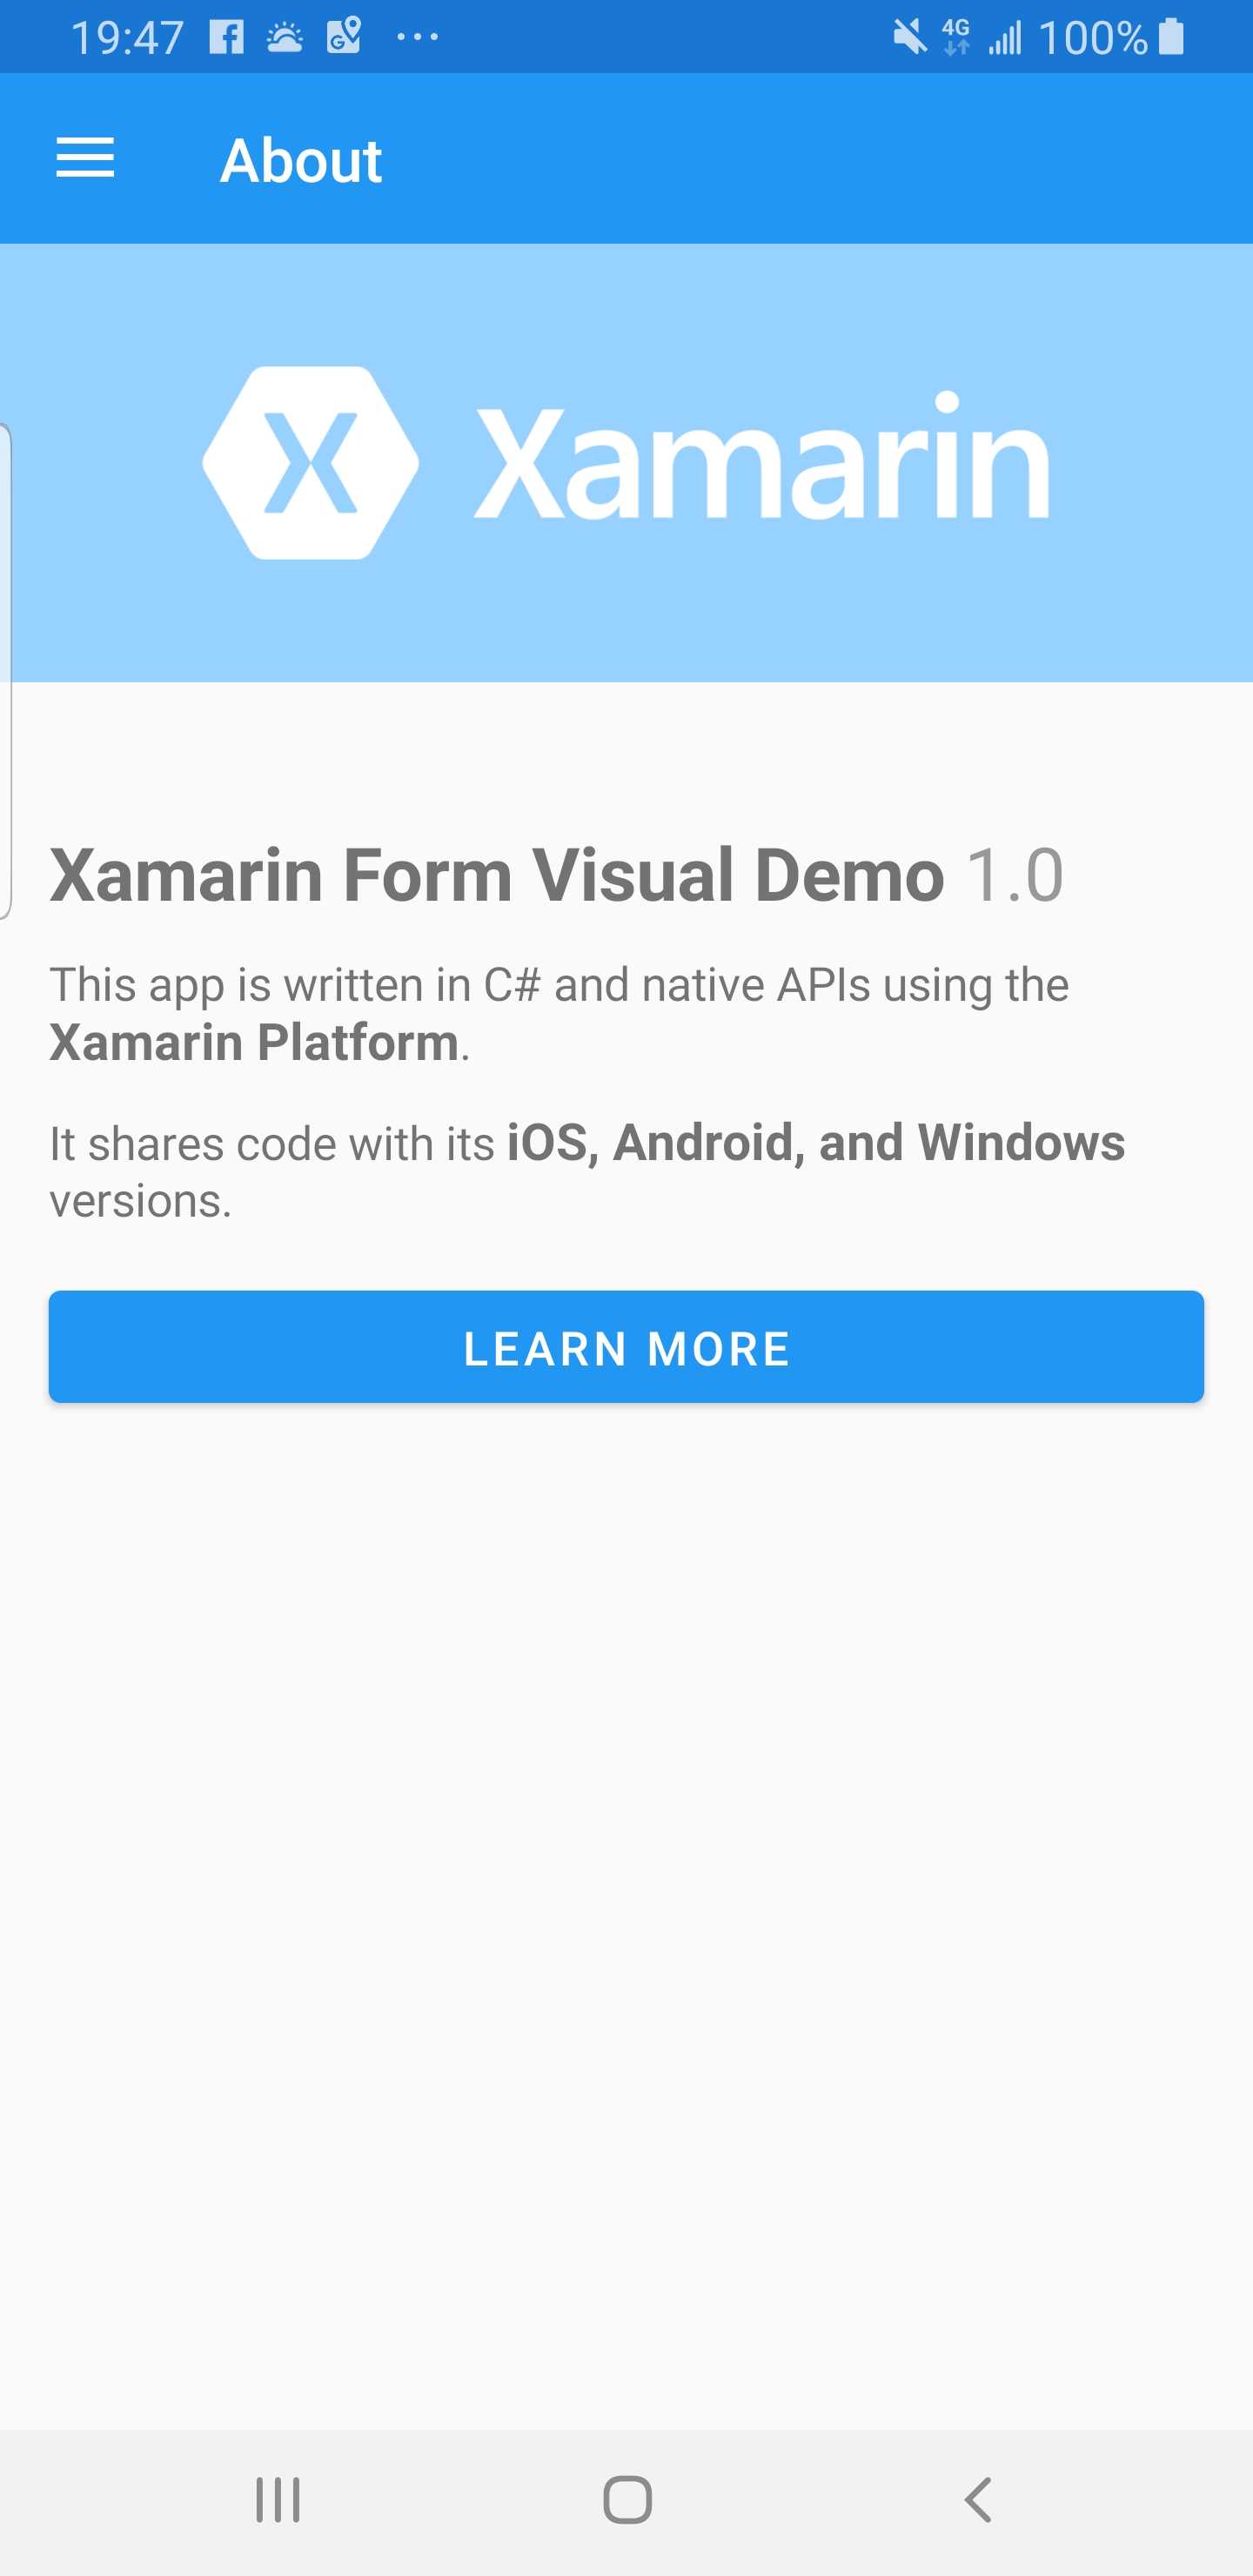 19:47 4G 100%
About
Xamarin
Xamarin Form Visual Demo 1.0
This app is written in C# and native APIs using the
Xamarin Platform.
It shares code with its iOS, Android, and Windows
versions.
LEARN MORE